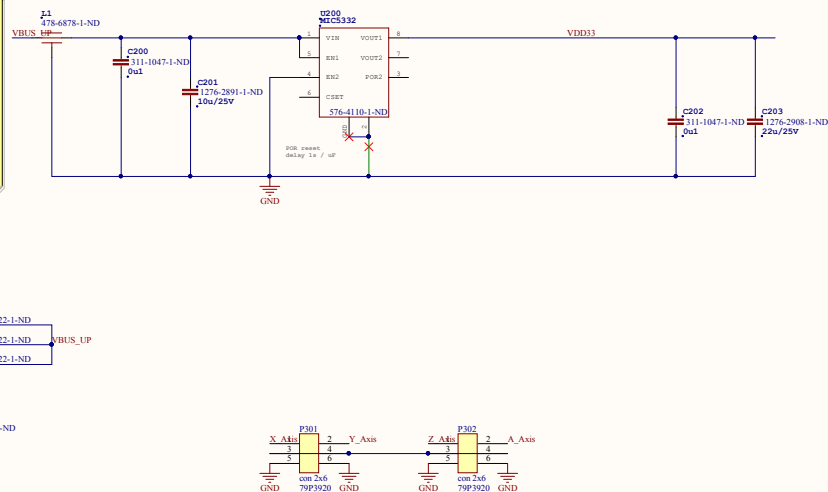 L1
478-6878-1-ND
VBUS_UP
C200
311-1047-1-ND
0u1
C201
1276-2891-1-ND
10u/25V
U200
MIC5332
1 VIN VOUT1 8
5 EN1 VOUT2 7
4 EN2 POR2 3
6 CSET
576-4110-1-ND
GND
2
POR reset
delay 1s / uF
GND
VDD33
C202
311-1047-1-ND
0u1
C203
1276-2908-1-ND
22u/25V
22-1-ND
22-1-ND
VBUS_UP
22-1-ND
-ND
P301
X_Axis 1 2 Y_Axis
3 4
5 6
GND
con 2x6
79P3920
GND
P302
Z_Axis 1 2 A_Axis
3 4
5 6
GND
con 2x6
79P3920
GND